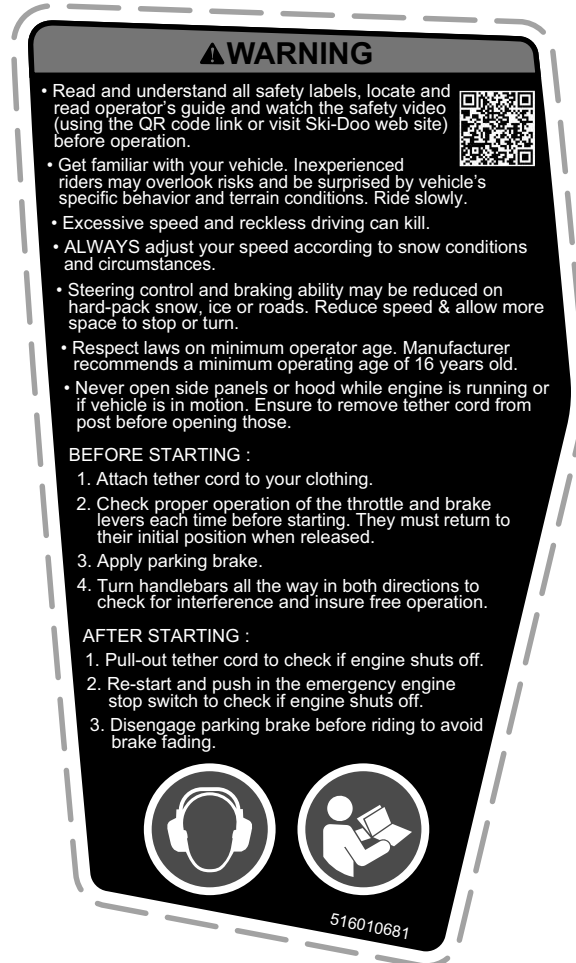 WARNING
• Read and understand all safety labels, locate and
read operator's guide and watch the safety video
(using the QR code link or visit Ski-Doo web site)
before operation.
• Get familiar with your vehicle. Inexperienced
riders may overlook risks and be surprised by vehicle's
specific behavior and terrain conditions. Ride slowly.
• Excessive speed and reckless driving can kill.
• ALWAYS adjust your speed according to snow conditions
and circumstances.
• Steering control and braking ability may be reduced on
hard-pack snow, ice or roads. Reduce speed & allow more
space to stop or turn.
• Respect laws on minimum operator age. Manufacturer
recommends a minimum operating age of 16 years old.
• Never open side panels or hood while engine is running or
if vehicle is in motion. Ensure to remove tether cord from
post before opening those.
BEFORE STARTING :
1. Attach tether cord to your clothing.
2. Check proper operation of the throttle and brake
levers each time before starting. They must return to
their initial position when released.
3. Apply parking brake.
4. Turn handlebars all the way in both directions to
check for interference and insure free operation.
AFTER STARTING :
1. Pull-out tether cord to check if engine shuts off.
2. Re-start and push in the emergency engine
stop switch to check if engine shuts off.
3. Disengage parking brake before riding to avoid
brake fading.
516010681